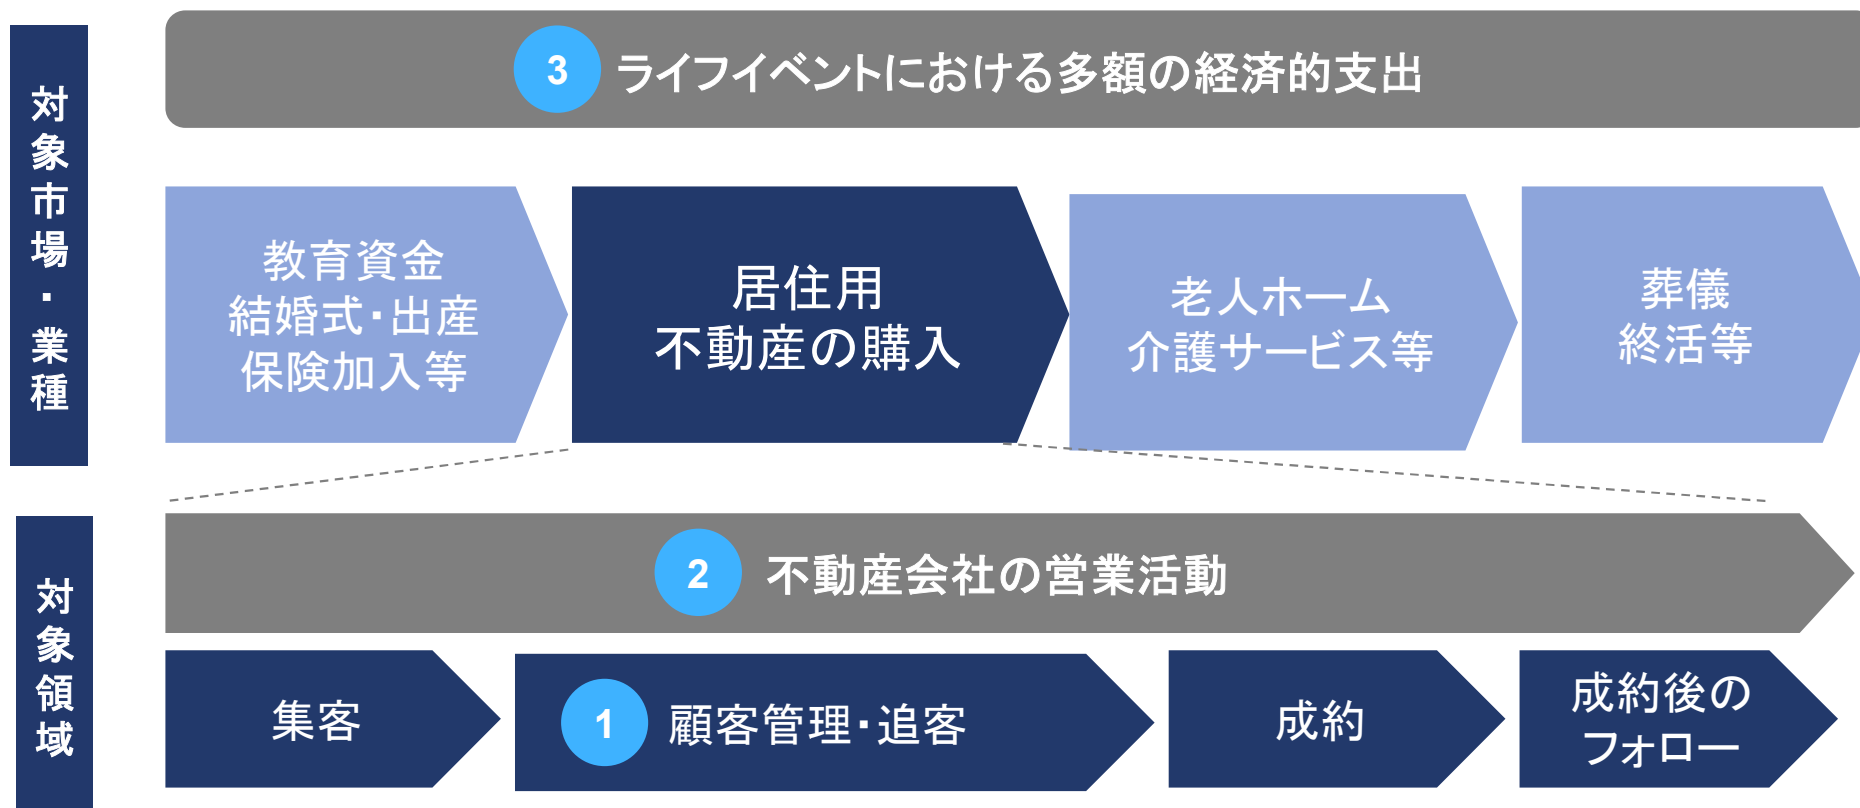 対象市場・業種
3 ライフイベントにおける多額の経済的支出
教育資金
結婚式・出産
保険加入等
居住用
不動産の購入
老人ホーム
介護サービス等
葬儀
終活等
対象領域
2 不動産会社の営業活動
集客
1 顧客管理・追客
成約
成約後の
フォロー